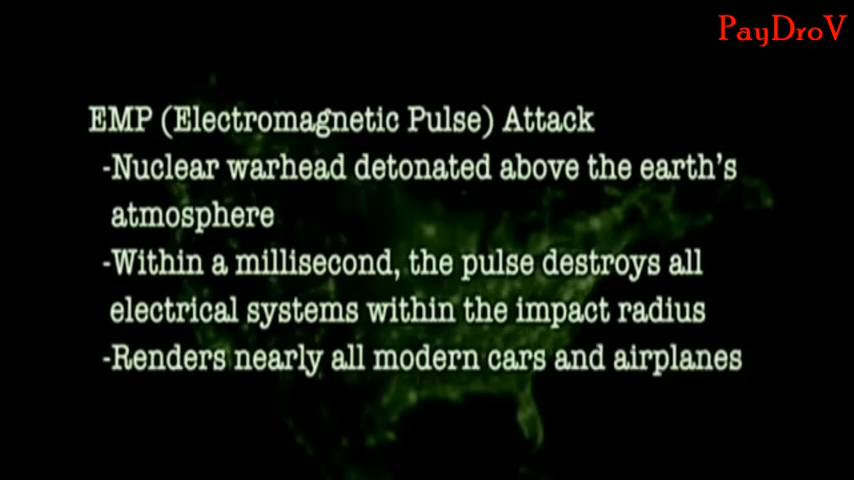 PayDroV
EMP (Electromagnetic Pulse) Attack
-Nuclear warhead detonated above the earth's
atmosphere
-Within a millisecond, the pulse destroys all
electrical systems within the impact radius
-Renders nearly all modern cars and airplanes